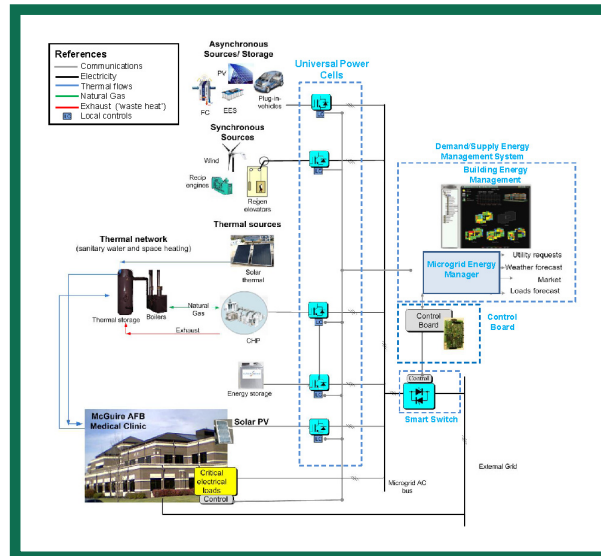 References
Communications
Electricity
Thermal flows
Natural Gas
Exhaust ('waste heat')
Local controls
Asynchronous
Sources/ Storage
PV
FC
EES
Plug-in-
vehicles
Universal Power
Cells
Synchronous
Sources
Wind
Recip
engines
Regen
elevators
Demand/Supply Energy
Management System
Building Energy
Management
Microgrid Energy
Manager
Utility requests
Weather forecast
Market
Loads forecast
Thermal network
(sanitary water and space heating)
Thermal sources
Solar
thermal
Thermal storage
Boilers
Natural
Gas
Exhaust
CHP
Control
Board
Control
Board
Energy storage
Control
Smart Switch
McGuire AFB
Medical Clinic
Solar PV
Critical
electrical
loads
Control
Microgrid AC
bus
External Grid